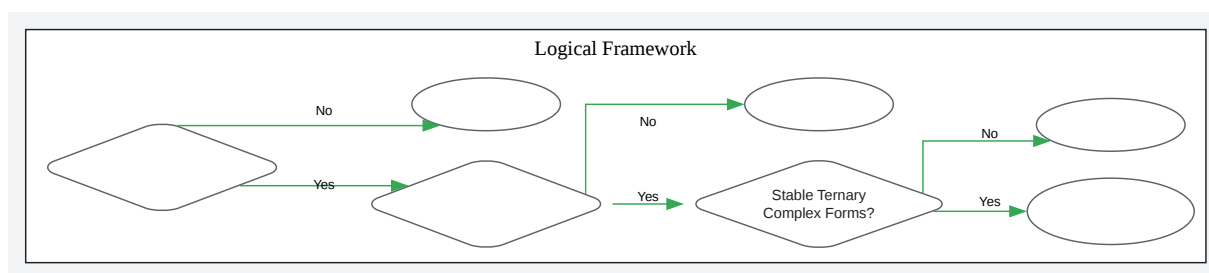 Logical Framework
No
Yes
No
Yes
Stable Ternary
Complex Forms?
No
Yes